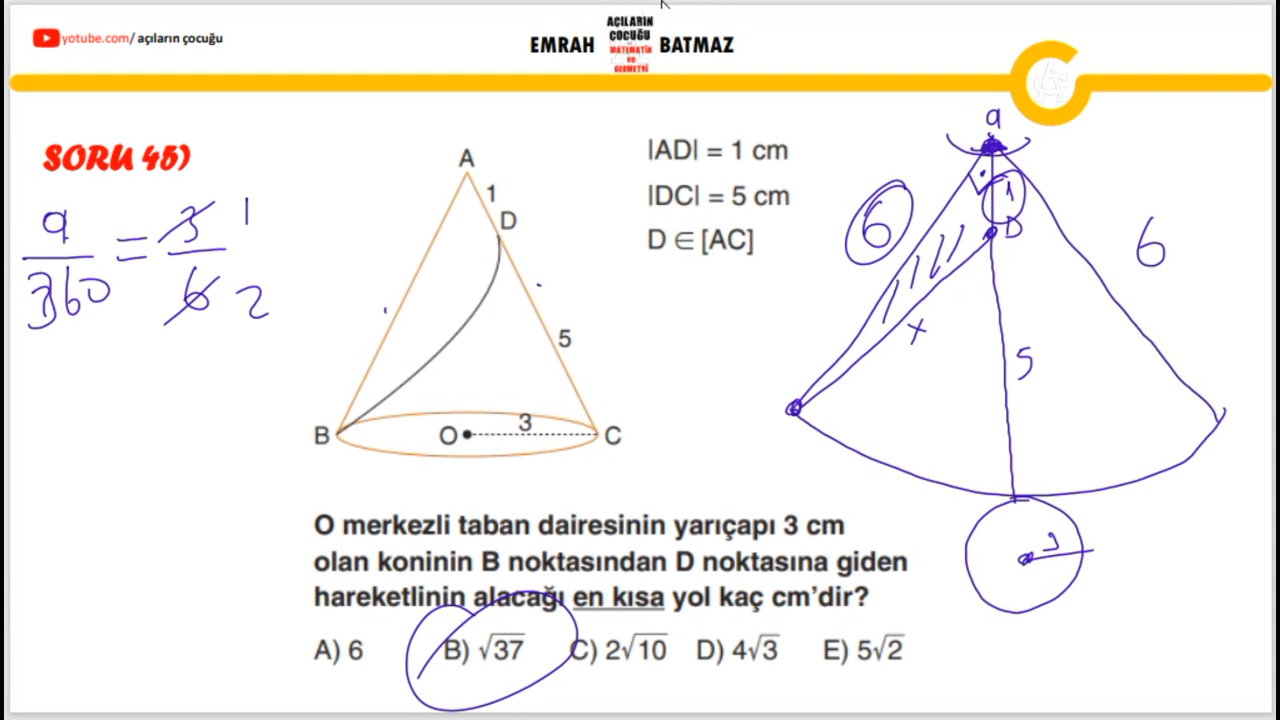 yotube.com/ açıların çocuğu
EMRAH
AÇILARIN
ÇOCUĞU
MATEMATİK
VE
GEOMETRİ
BATMAZ
SORU 45)
a/360 = 3/6 1/2
A
1
D
5
3
B
O
C
|AD| = 1 cm
|DC| = 5 cm
D ∈ [AC]
a
6
1
D
6
x
5
3
O merkezli taban dairesinin yarıçapı 3 cm
olan koninin B noktasından D noktasına giden
hareketlinin alacağı en kısa yol kaç cm'dir?
A) 6 B) √37 C) 2√10 D) 4√3 E) 5√2